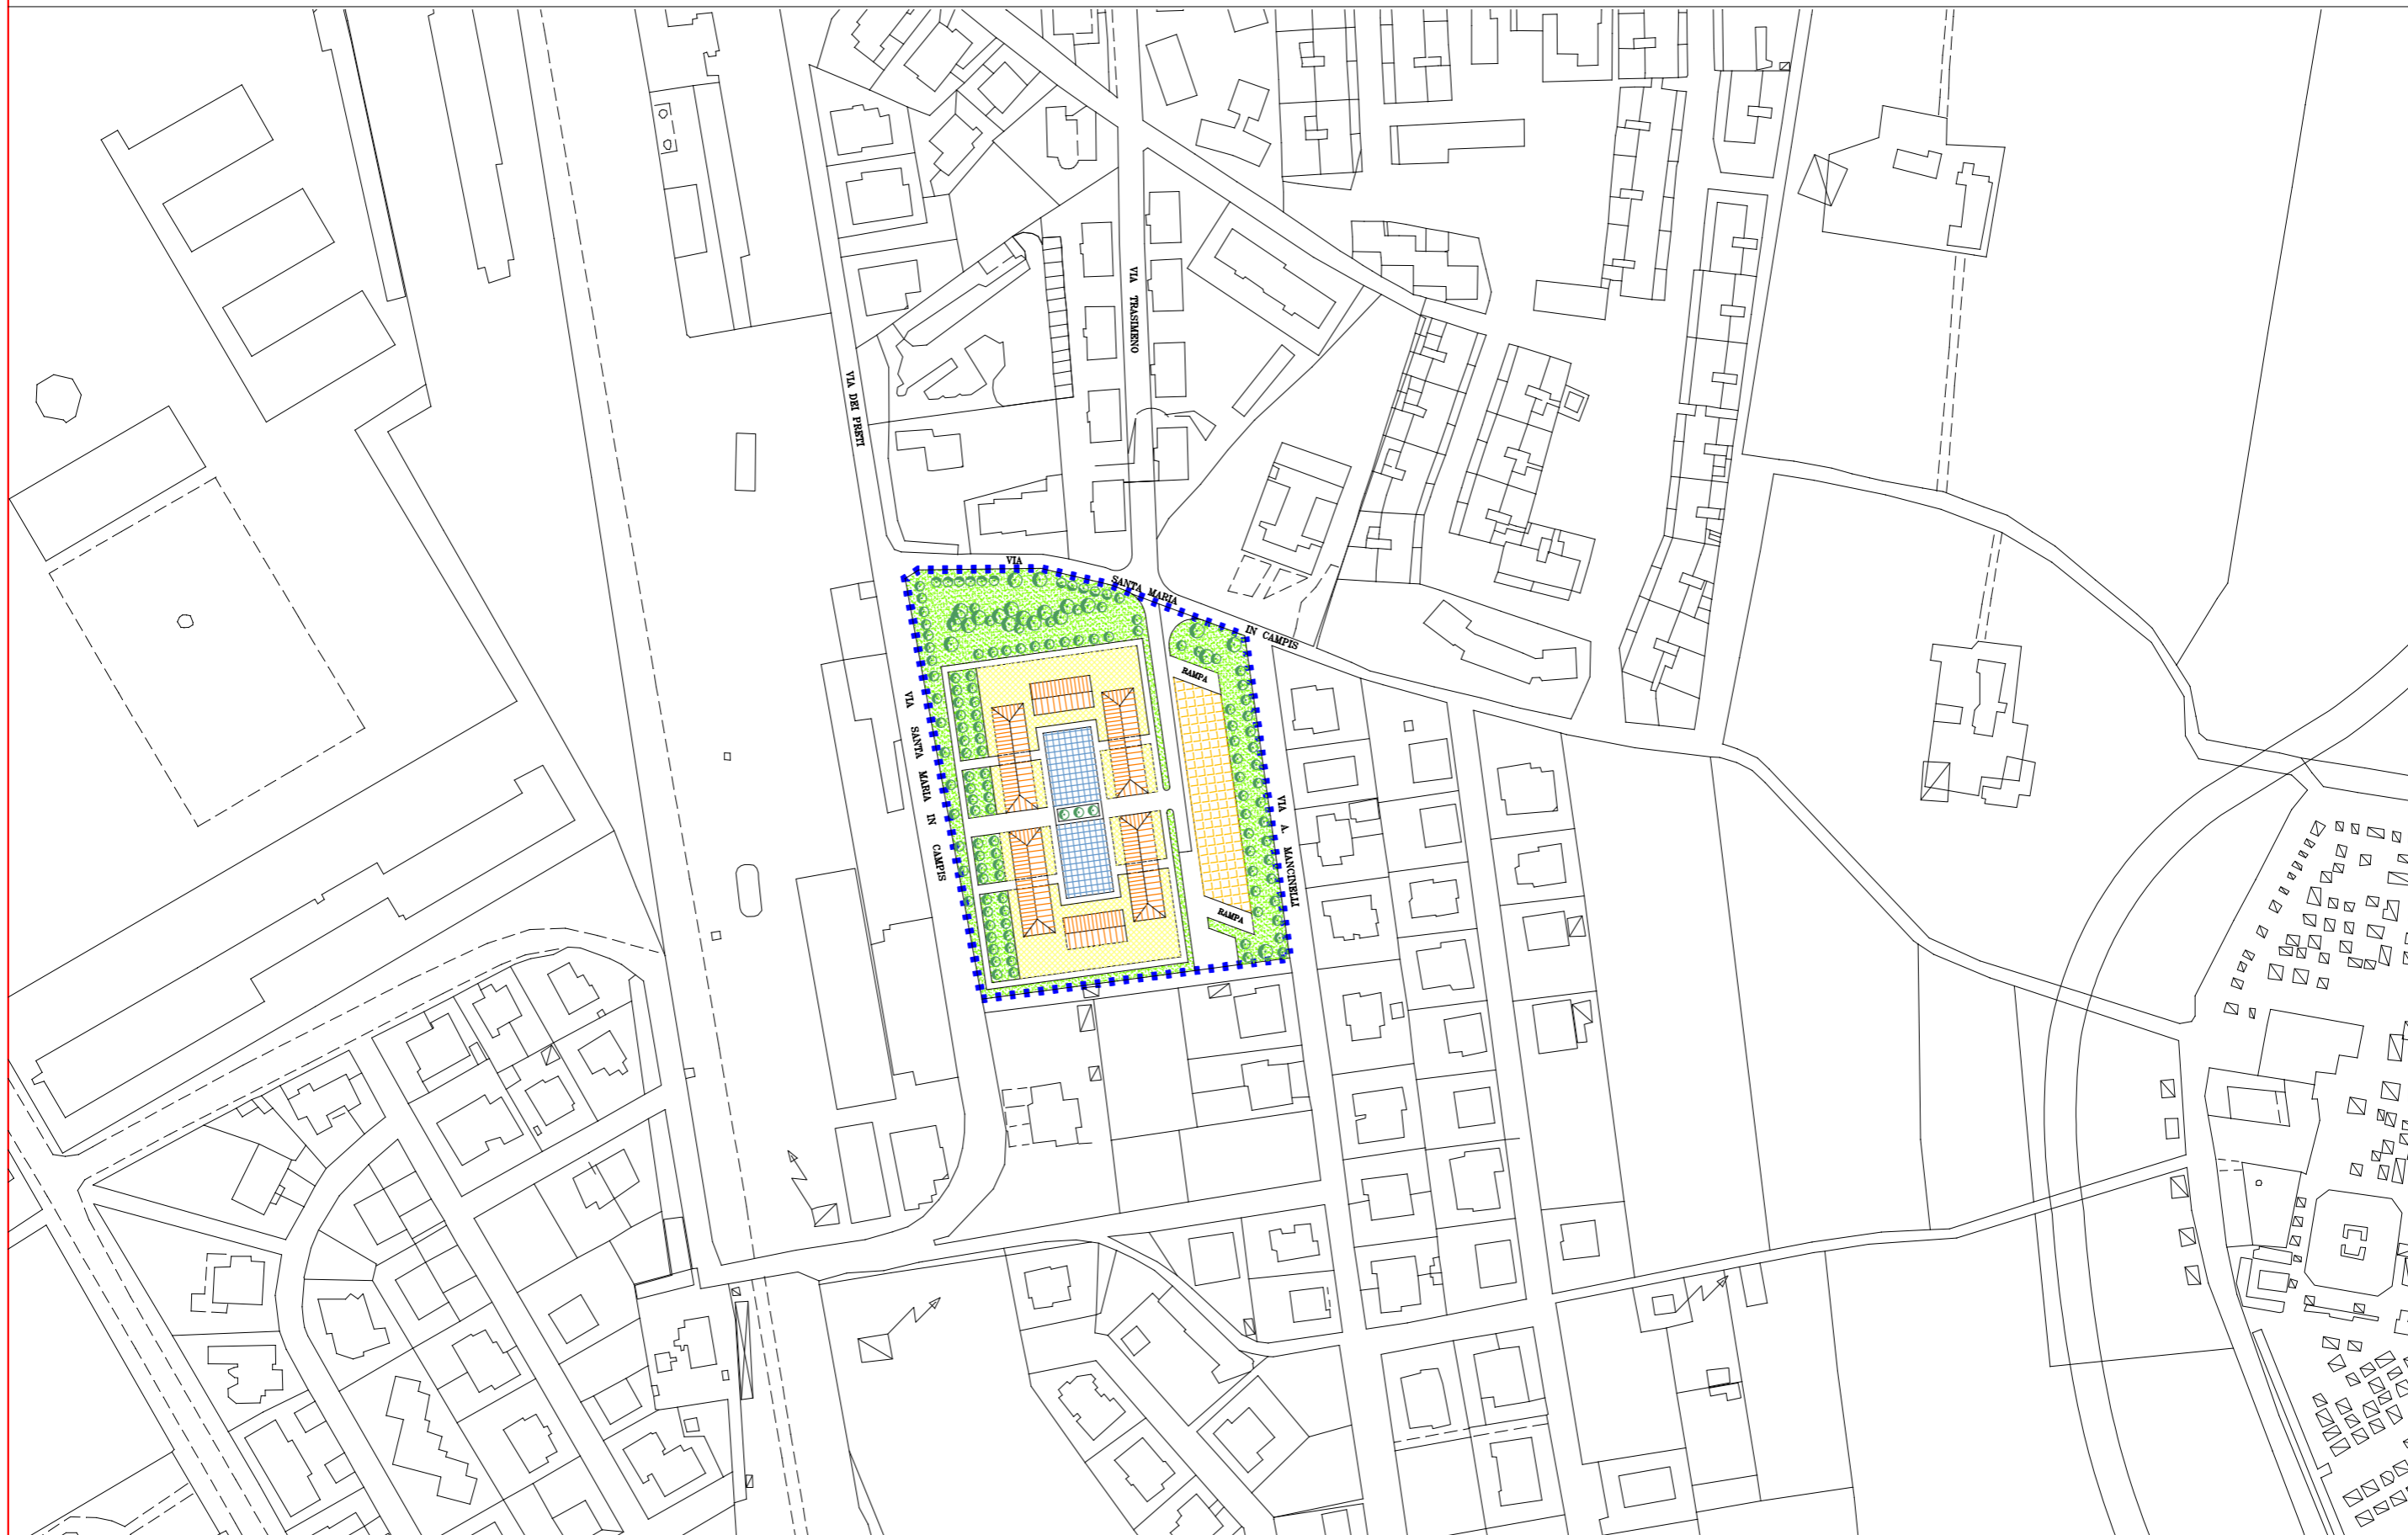 VIA TRASIMENO
VIA DEI PRETI
VIA
SANTA MARIA
IN CAMPIS
RAMPA
VIA SANTA MARIA IN CAMPIS
VIA A. MANCINELLI
RAMPA